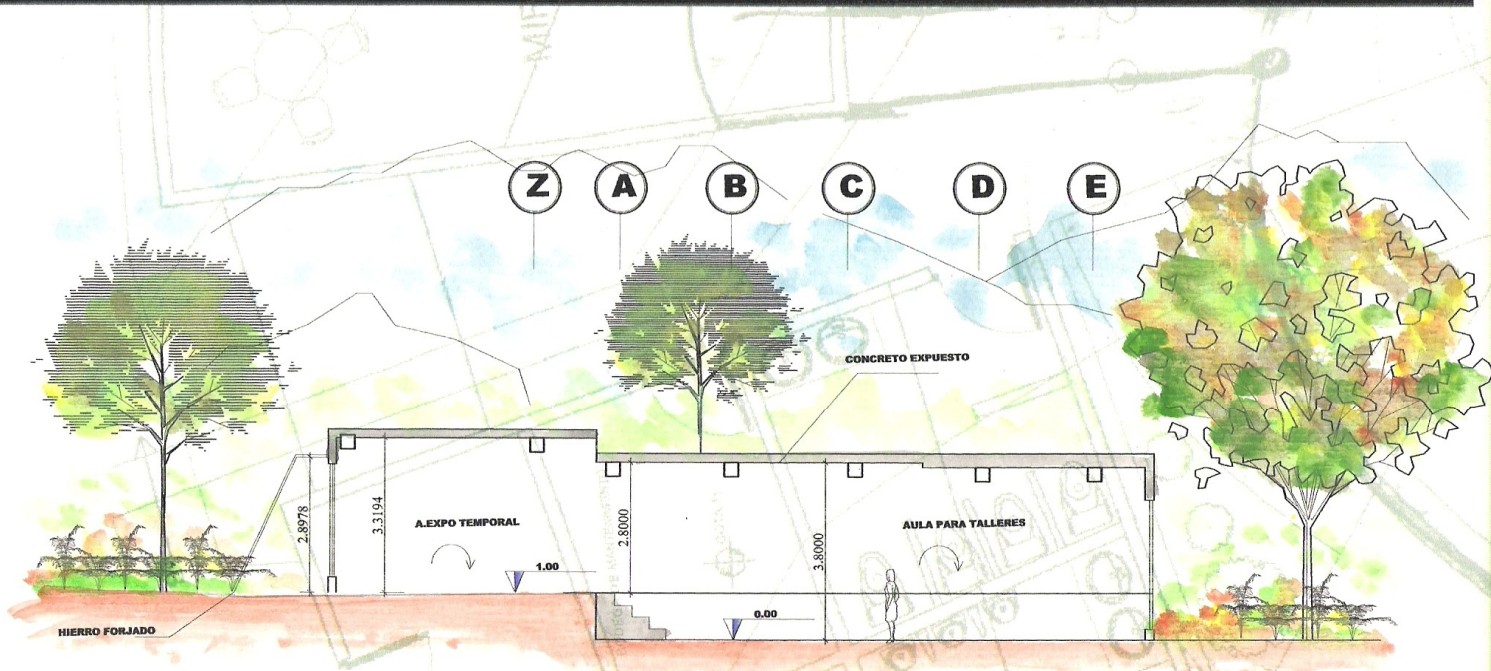 Z A B C D E
CONCRETO EXPUESTO
2.8978
3.3194
A.EXPO TEMPORAL
2.8000
3.8000
AULA PARA TALLERES
1.00
0.00
HIERRO FORJADO